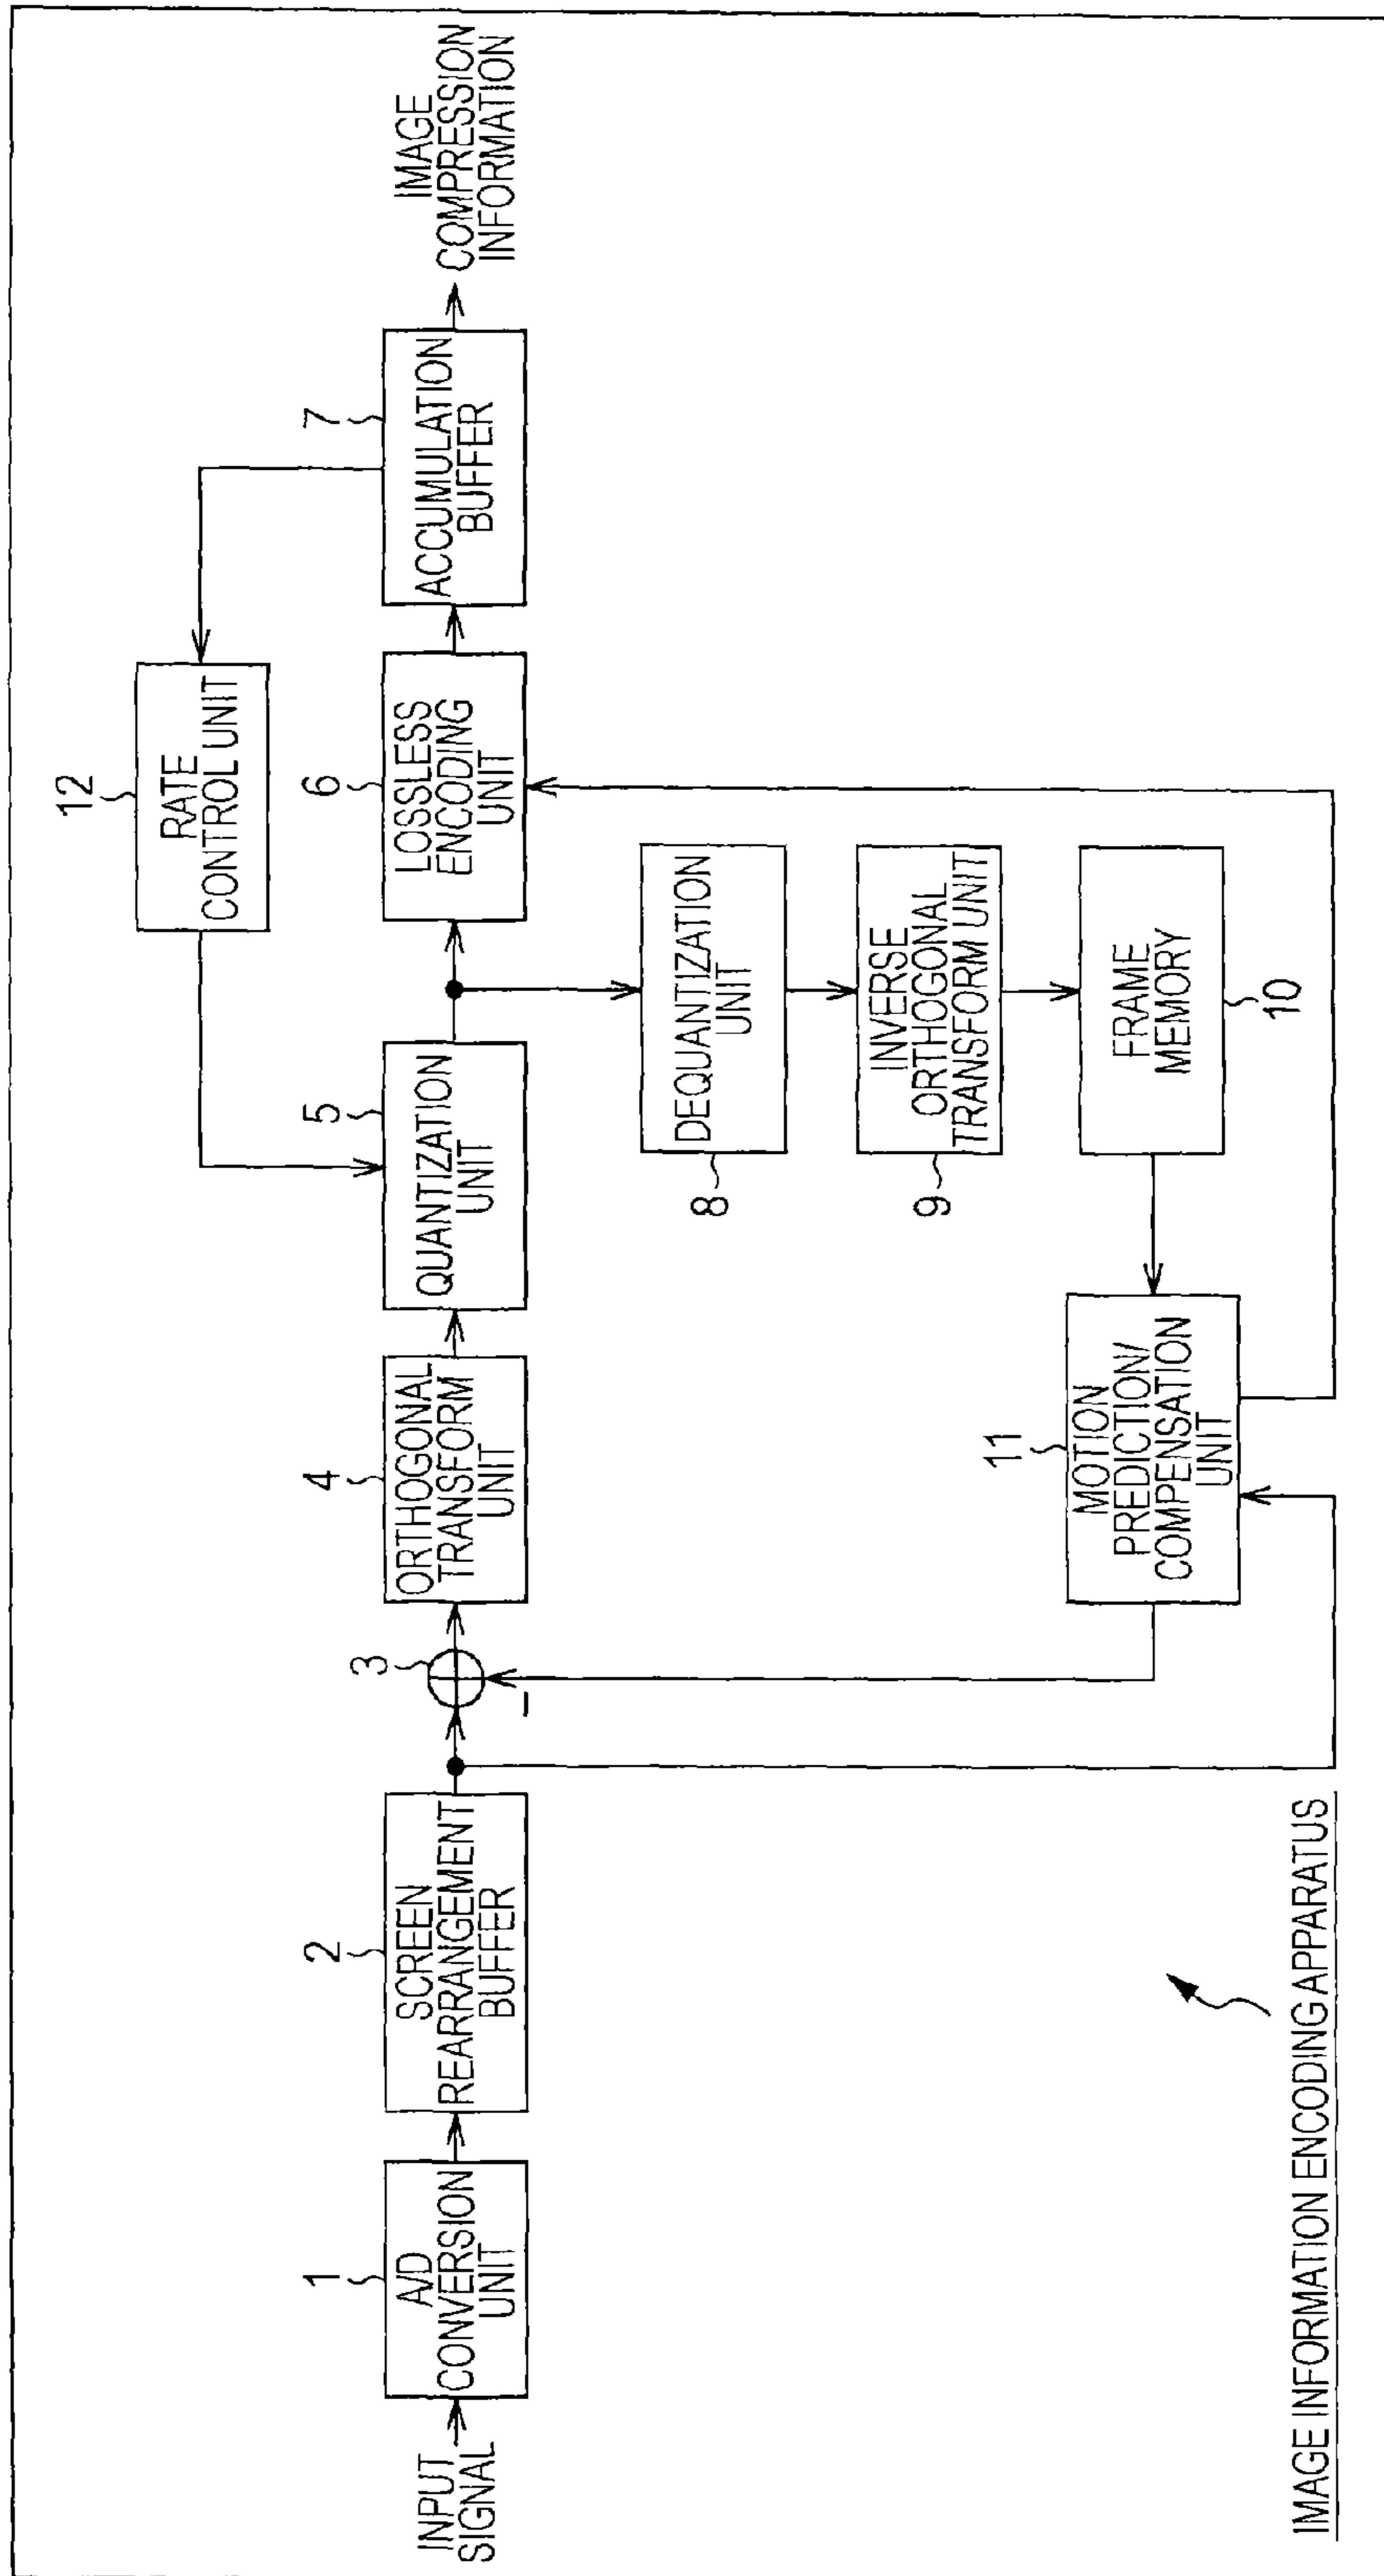 INPUT
SIGNAL
1
A/D
CONVERSION
UNIT
2
SCREEN
REARRANGEMENT
BUFFER
3
−
4
ORTHOGONAL
TRANSFORM
UNIT
5
QUANTIZATION
UNIT
12
RATE
CONTROL UNIT
6
LOSSLESS
ENCODING
UNIT
7
ACCUMULATION
BUFFER
IMAGE
COMPRESSION
INFORMATION
DEQUANTIZATION
UNIT
8
INVERSE
ORTHOGONAL
TRANSFORM UNIT
9
FRAME
MEMORY
10
11
MOTION
PREDICTION/
COMPENSATION
UNIT
IMAGE INFORMATION ENCODING APPARATUS